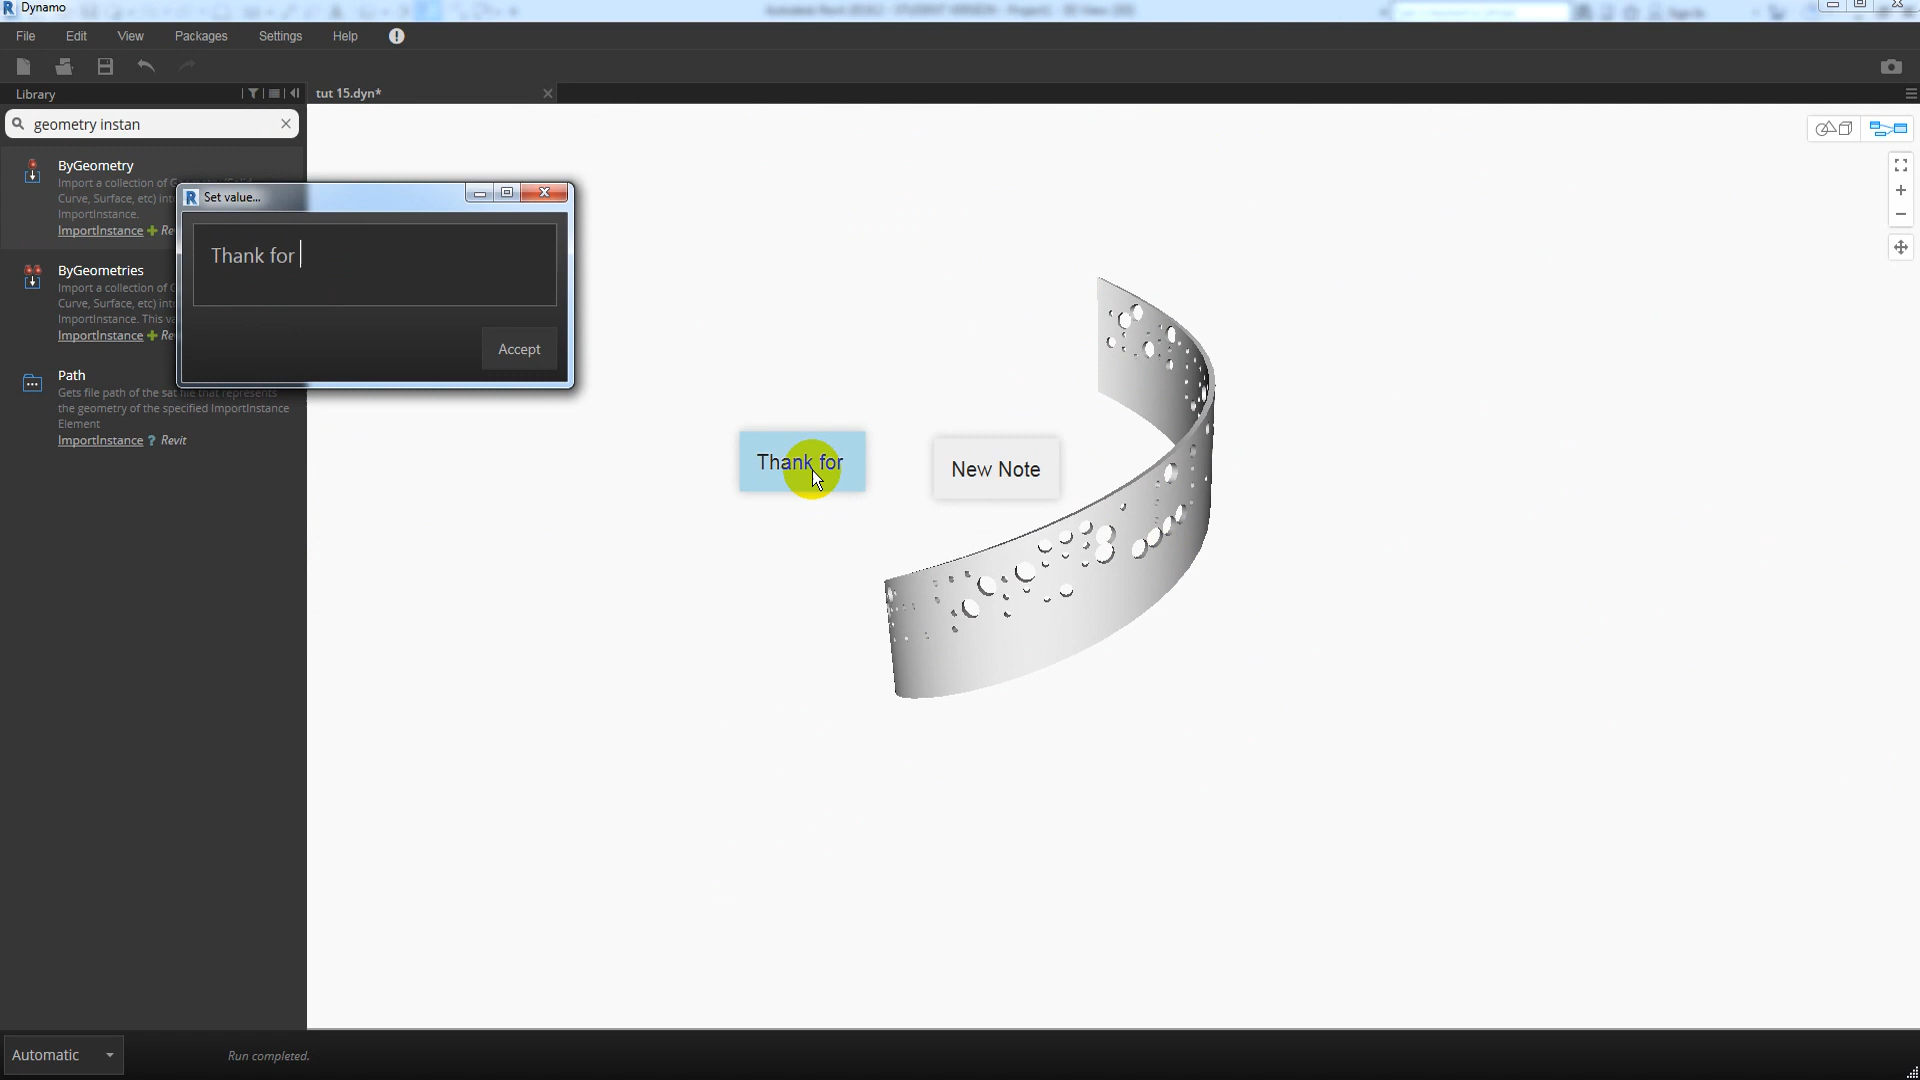 Dynamo
File Edit View Packages Settings Help
Library
tut 15.dyn*
geometry instan
ByGeometry
Import a collection of
Curve, Surface, etc) int
ImportInstance.
ImportInstance
ByGeometries
Import a collection of
Curve, Surface, etc) int
ImportInstance. This
ImportInstance
Path
Gets file path of the sat file that represents
the geometry of the specified ImportInstance
Element
ImportInstance ? Revit
Set value...
Thank for
Accept
Thank for
New Note
Automatic
Run completed.